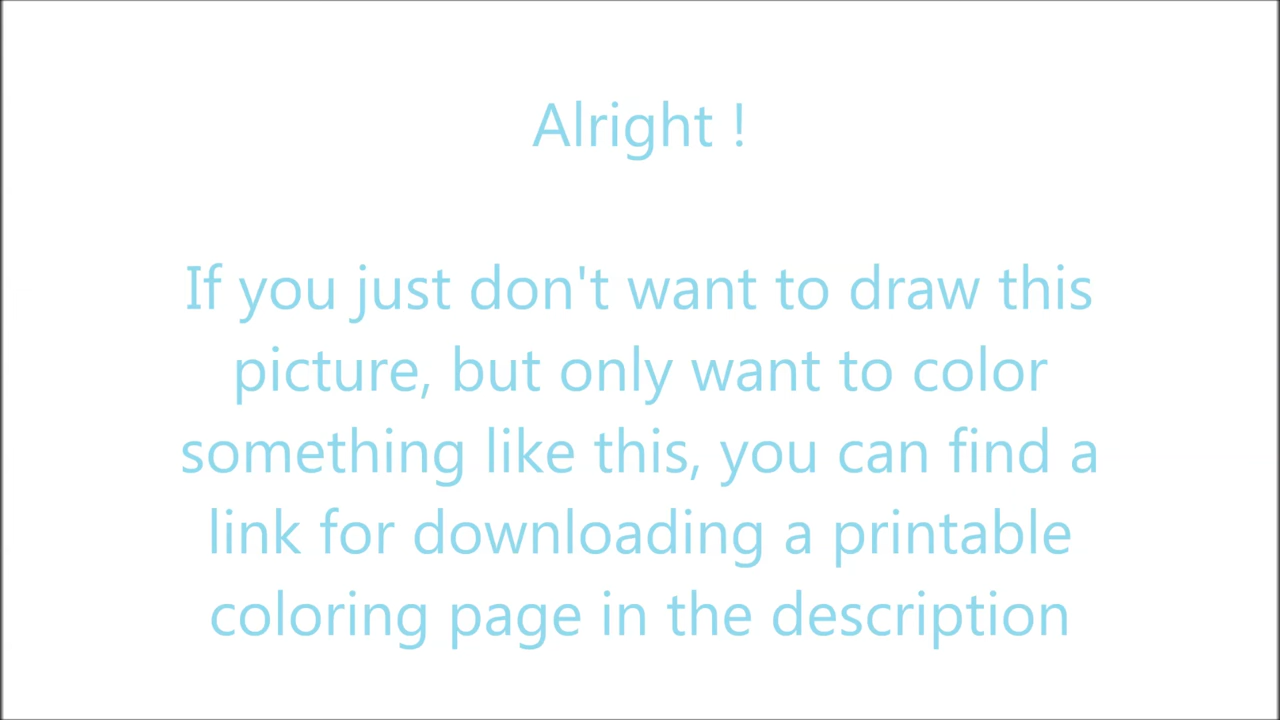 Alright !
If you just don't want to draw this
picture, but only want to color
something like this, you can find a
link for downloading a printable
coloring page in the description